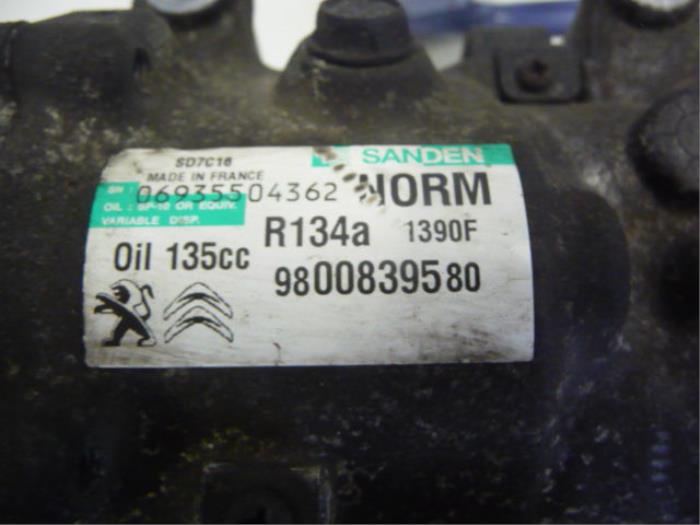 SD7C16
SANDEN
MADE IN FRANCE
SN : 06935504362
NORM
OIL : SP-10 OR EQUIV.
VARIABLE DISP.
R134a 1390F
Oil 135cc
9800839580